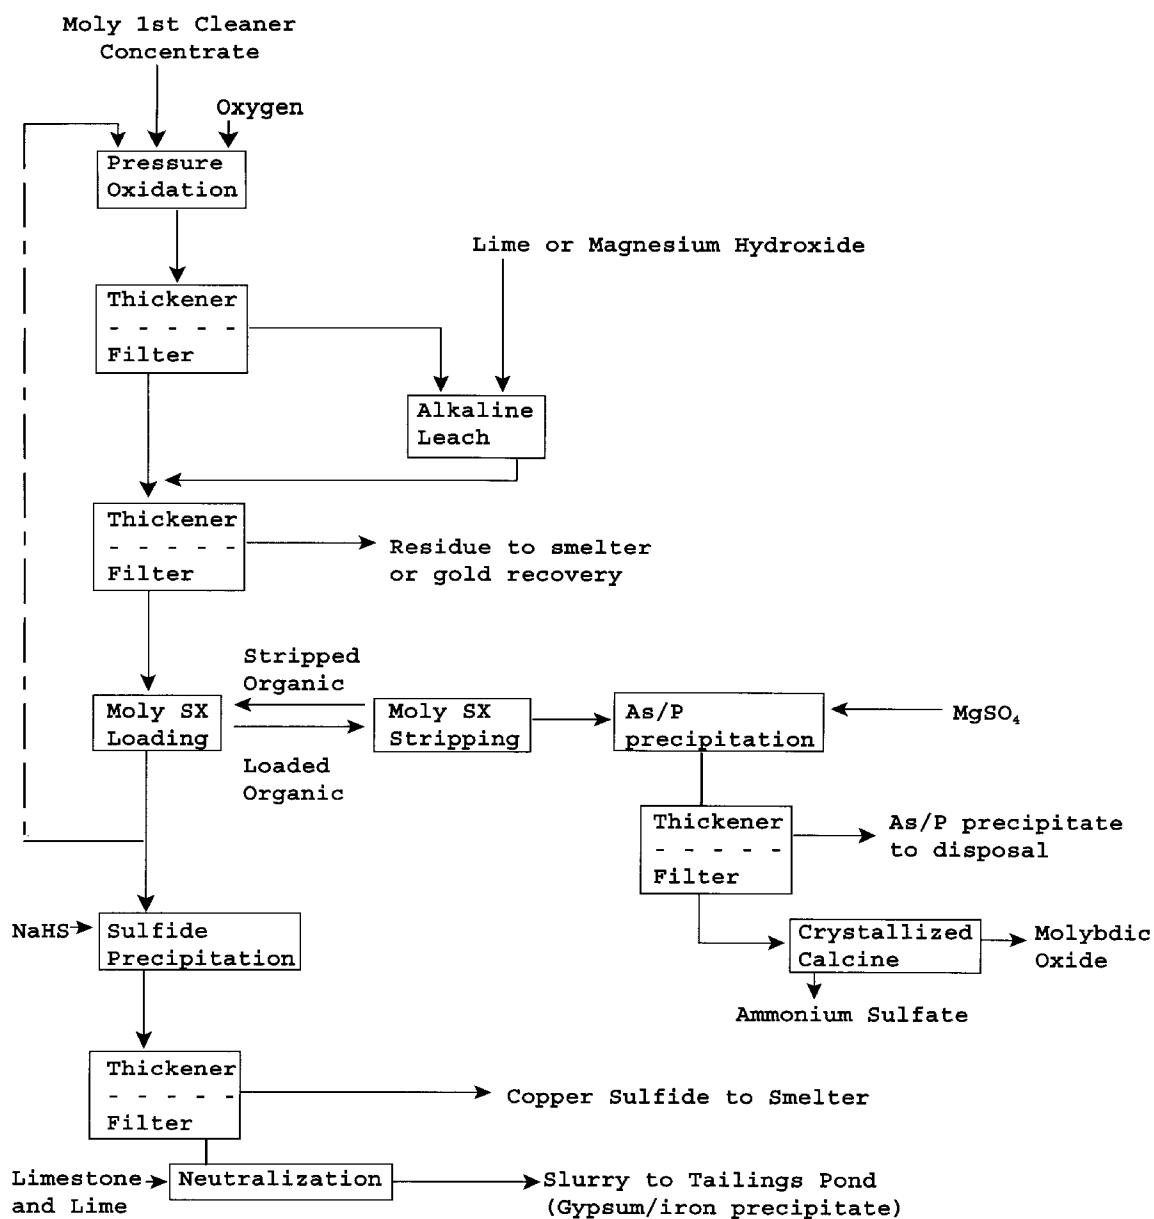 Moly 1st Cleaner
Concentrate
Oxygen
Pressure
Oxidation
Lime or Magnesium Hydroxide
Thickener
- - - - -
Filter
Alkaline
Leach
Thickener
- - - - -
Filter
Residue to smelter
or gold recovery
Stripped
Organic
Moly SX
Loading
Moly SX
Stripping
As/P
precipitation
MgSO₄
Loaded
Organic
Thickener
- - - - -
Filter
As/P precipitate
to disposal
NaHS
Sulfide
Precipitation
Crystallized
Calcine
Molybdic
Oxide
Ammonium Sulfate
Thickener
- - - - -
Filter
Copper Sulfide to Smelter
Limestone
and Lime
Neutralization
Slurry to Tailings Pond
(Gypsum/iron precipitate)